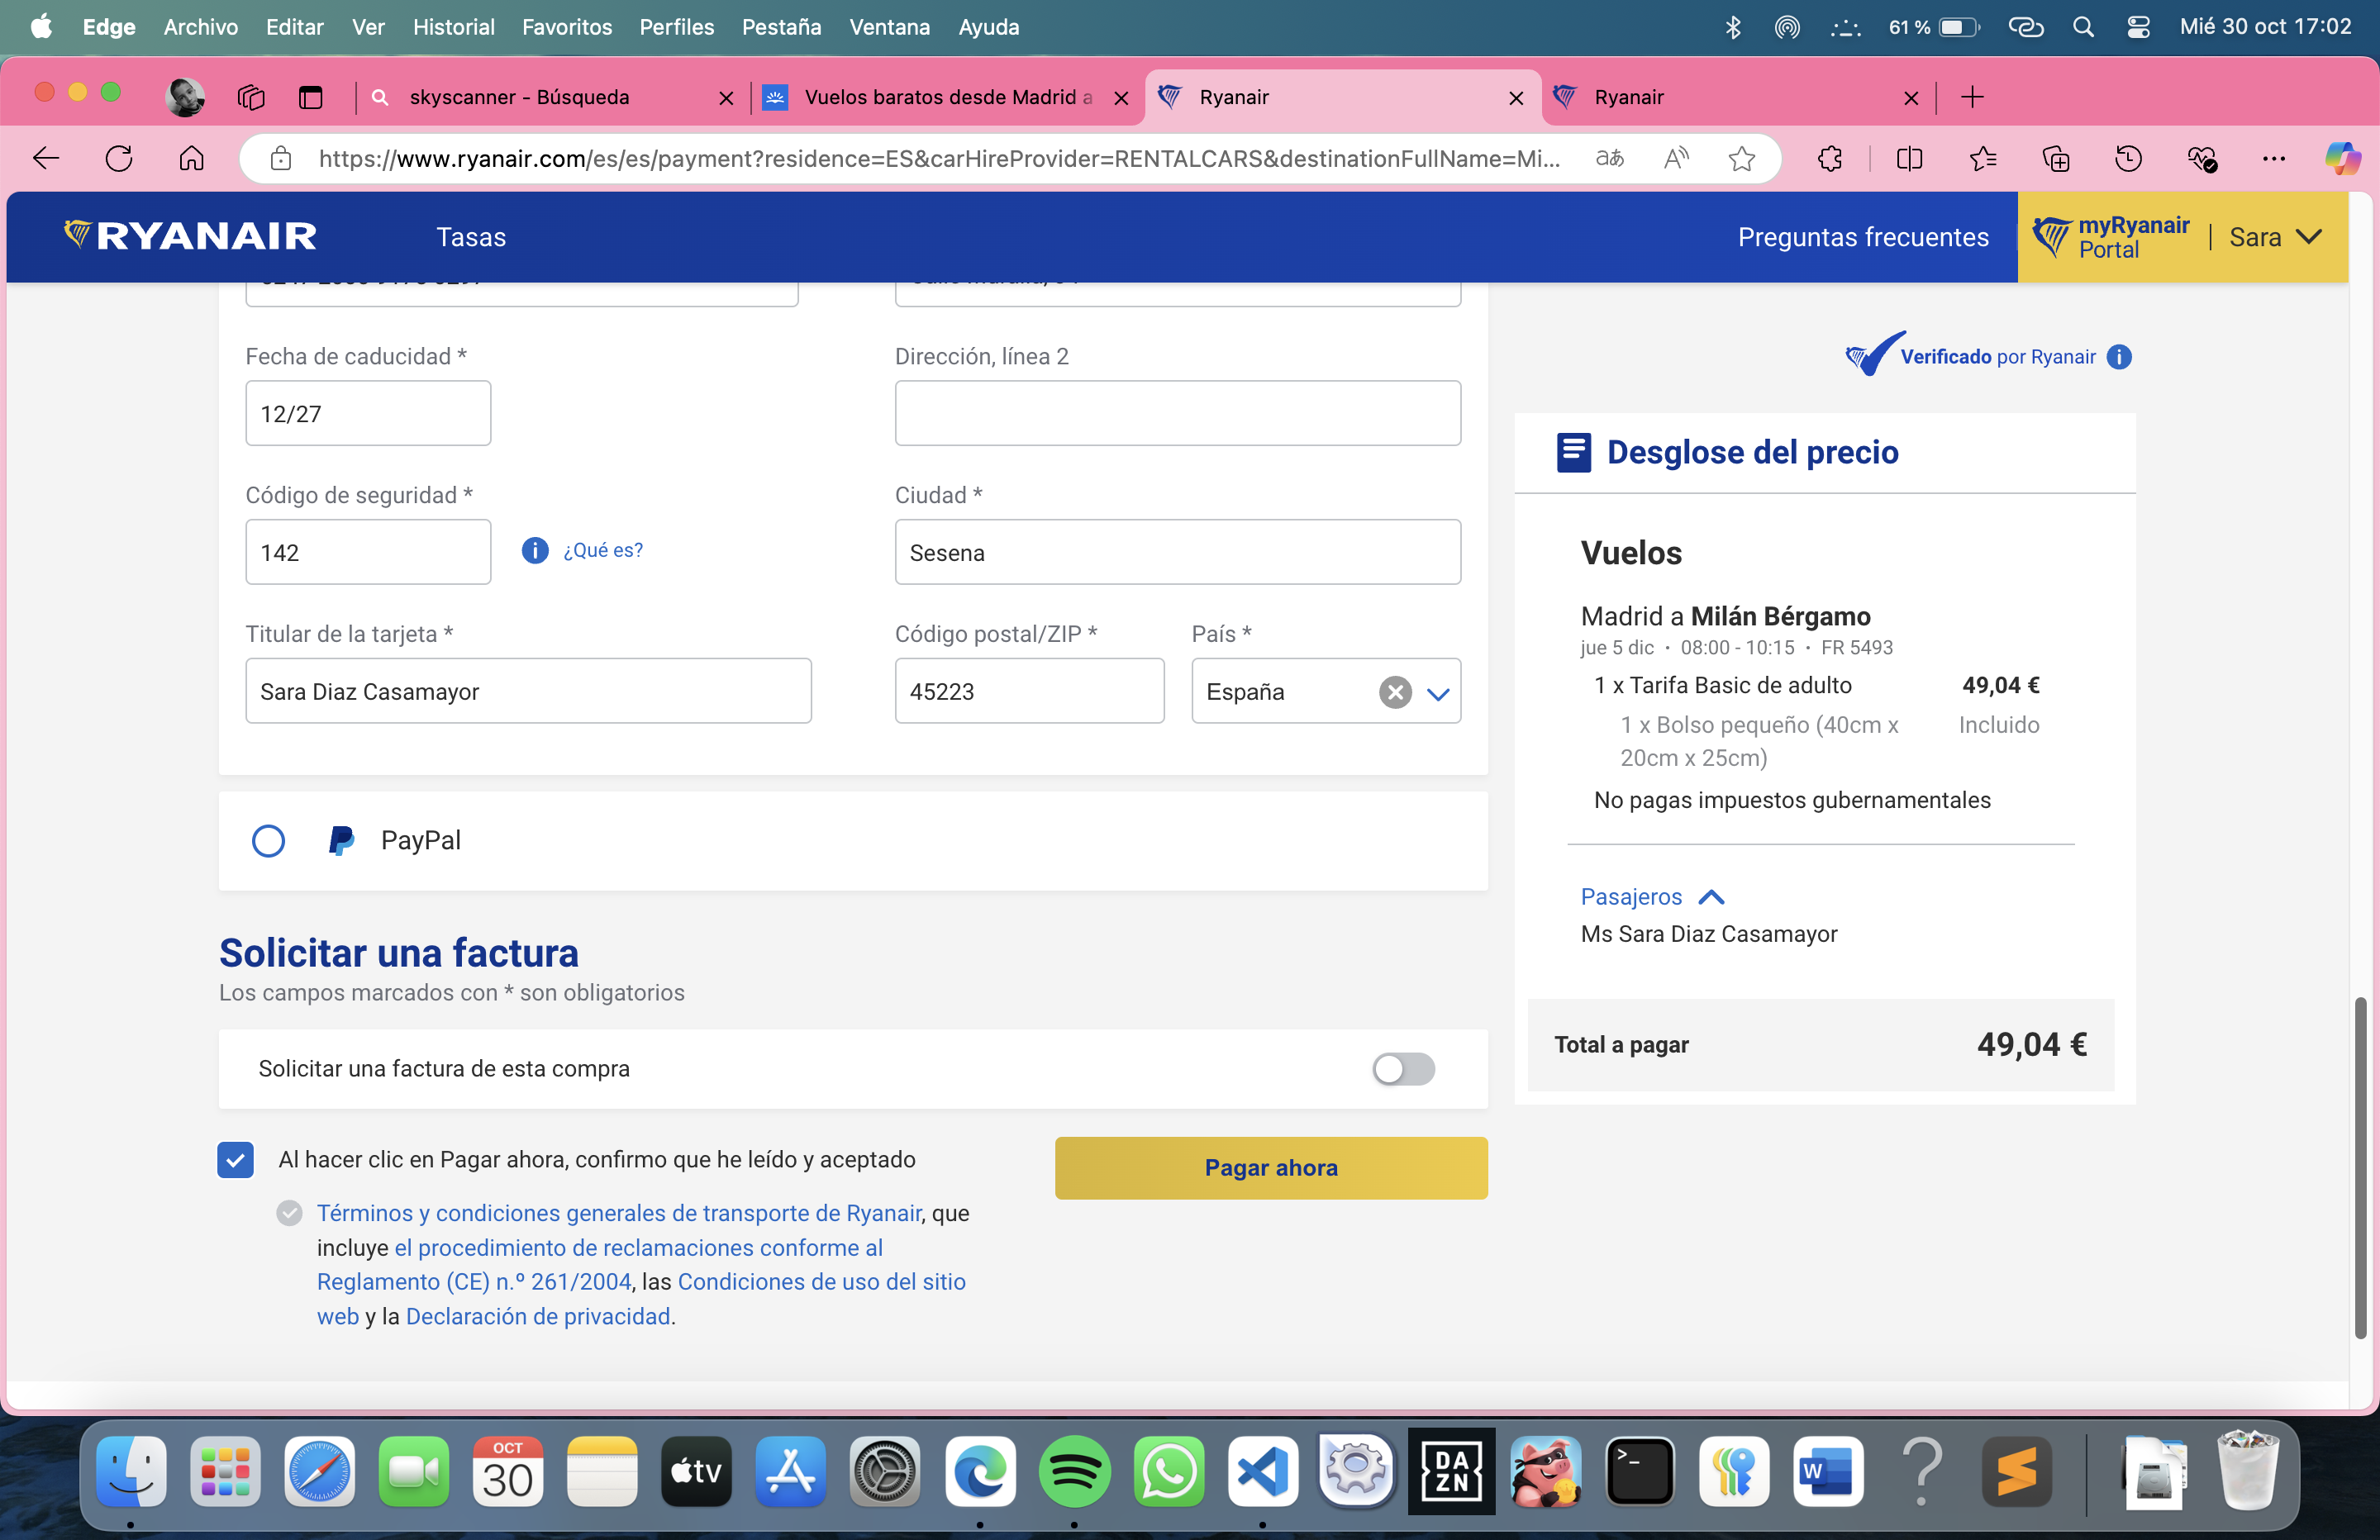 Edge Archivo Editar Ver Historial Favoritos Perfiles Pestaña Ventana Ayuda
61 % Mié 30 oct 17:02
skyscanner - Búsqueda
Vuelos baratos desde Madrid a
Ryanair
Ryanair
https://www.ryanair.com/es/es/payment?residence=ES&carHireProvider=RENTALCARS&destinationFullName=Mi...
RYANAIR
Tasas
Preguntas frecuentes
myRyanair
Portal
Sara
Fecha de caducidad *
12/27
Dirección, línea 2
Código de seguridad *
142
¿Qué es?
Ciudad *
Sesena
Titular de la tarjeta *
Sara Diaz Casamayor
Código postal/ZIP *
45223
País *
España
PayPal
Solicitar una factura
Los campos marcados con * son obligatorios
Solicitar una factura de esta compra
Al hacer clic en Pagar ahora, confirmo que he leído y aceptado
Términos y condiciones generales de transporte de Ryanair, que
incluye el procedimiento de reclamaciones conforme al
Reglamento (CE) n.º 261/2004, las Condiciones de uso del sitio
web y la Declaración de privacidad.
Pagar ahora
Verificado por Ryanair
Desglose del precio
Vuelos
Madrid a Milán Bérgamo
jue 5 dic • 08:00 - 10:15 • FR 5493
1 x Tarifa Basic de adulto 49,04 €
1 x Bolso pequeño (40cm x Incluido
20cm x 25cm)
No pagas impuestos gubernamentales
Pasajeros
Ms Sara Diaz Casamayor
Total a pagar 49,04 €
OCT
30
tv
DA
ZN
W